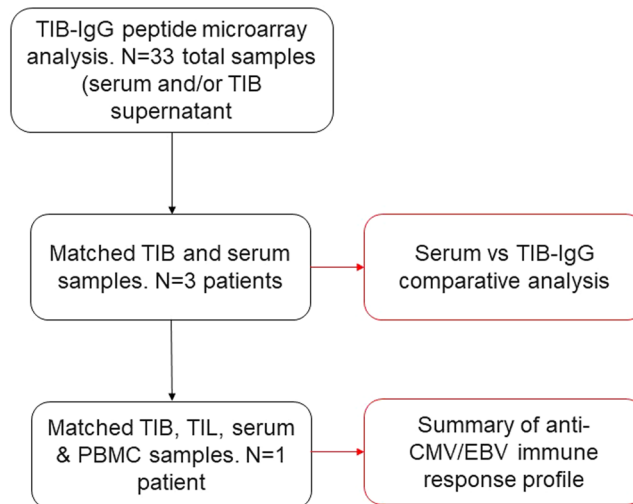 TIB-IgG peptide microarray
analysis. N=33 total samples
(serum and/or TIB
supernatant
Matched TIB and serum
samples. N=3 patients
Serum vs TIB-IgG
comparative analysis
Matched TIB, TIL, serum
& PBMC samples. N=1
patient
Summary of anti-
CMV/EBV immune
response profile